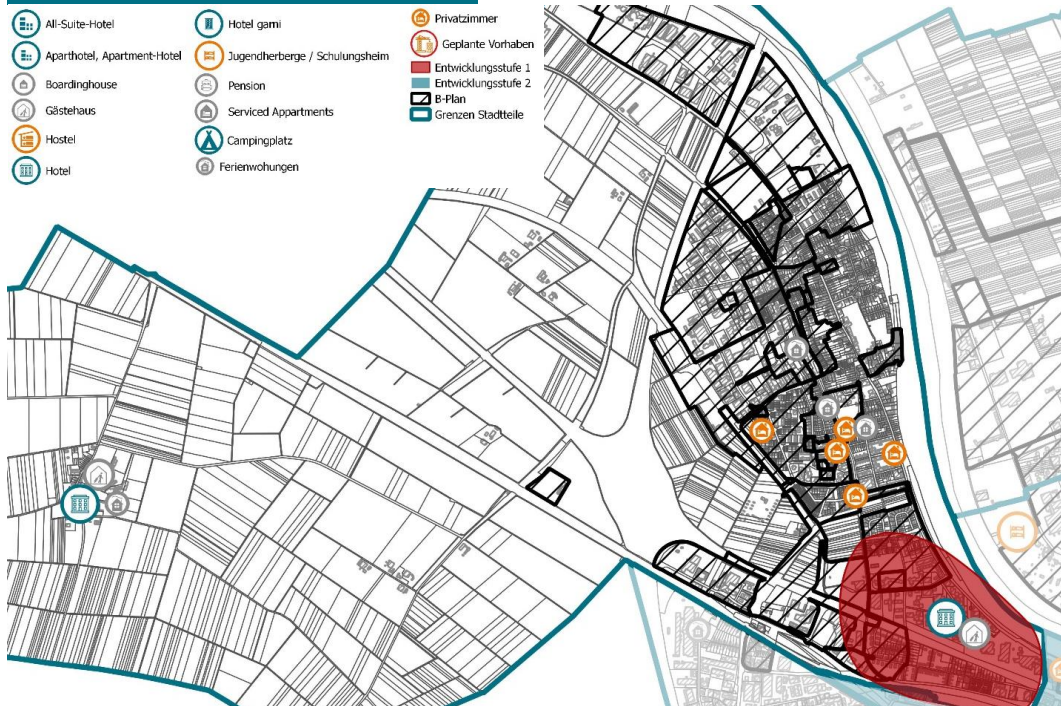 All-Suite-Hotel
Aparthotel, Apartment-Hotel
Boardinghouse
Gästehaus
Hostel
Hotel
Hotel garni
Jugendherberge / Schulungsheim
Pension
Serviced Appartments
Campingplatz
Ferienwohungen
Privatzimmer
Geplante Vorhaben
Entwicklungsstufe 1
Entwicklungsstufe 2
B-Plan
Grenzen Stadtteile